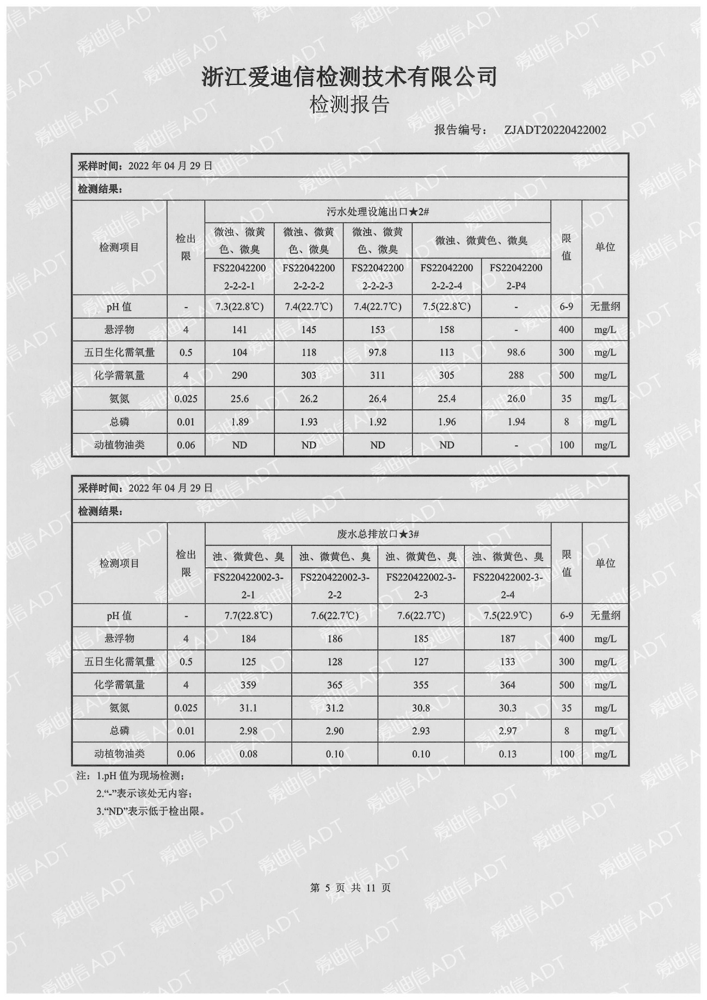 浙江爱迪信检测技术有限公司
检测报告
报告编号： ZJADT20220422002
采样时间：2022 年 04 月 29 日
检测结果：
检测项目 检出限 污水处理设施出口★2# 限值 单位
微浊、微黄色、微臭 微浊、微黄色、微臭 微浊、微黄色、微臭 微浊、微黄色、微臭
FS220422002-2-2-1 FS220422002-2-2-2 FS220422002-2-2-3 FS220422002-2-2-4 FS220422002-P4
pH 值 - 7.3(22.8℃) 7.4(22.7℃) 7.4(22.7℃) 7.5(22.8℃) - 6-9 无量纲
悬浮物 4 141 145 153 158 - 400 mg/L
五日生化需氧量 0.5 104 118 97.8 113 98.6 300 mg/L
化学需氧量 4 290 303 311 305 288 500 mg/L
氨氮 0.025 25.6 26.2 26.4 25.4 26.0 35 mg/L
总磷 0.01 1.89 1.93 1.92 1.96 1.94 8 mg/L
动植物油类 0.06 ND ND ND ND - 100 mg/L
采样时间：2022 年 04 月 29 日
检测结果：
检测项目 检出限 废水总排放口★3# 限值 单位
浊、微黄色、臭 浊、微黄色、臭 浊、微黄色、臭 浊、微黄色、臭
FS220422002-3-2-1 FS220422002-3-2-2 FS220422002-3-2-3 FS220422002-3-2-4
pH 值 - 7.7(22.8℃) 7.6(22.7℃) 7.6(22.7℃) 7.5(22.9℃) 6-9 无量纲
悬浮物 4 184 186 185 187 400 mg/L
五日生化需氧量 0.5 125 128 127 133 300 mg/L
化学需氧量 4 359 365 355 364 500 mg/L
氨氮 0.025 31.1 31.2 30.8 30.3 35 mg/L
总磷 0.01 2.98 2.90 2.93 2.97 8 mg/L
动植物油类 0.06 0.08 0.10 0.10 0.13 100 mg/L
注：1.pH 值为现场检测；
2.“-”表示该处无内容；
3.“ND”表示低于检出限。
第 5 页 共 11 页
爱迪信ADT